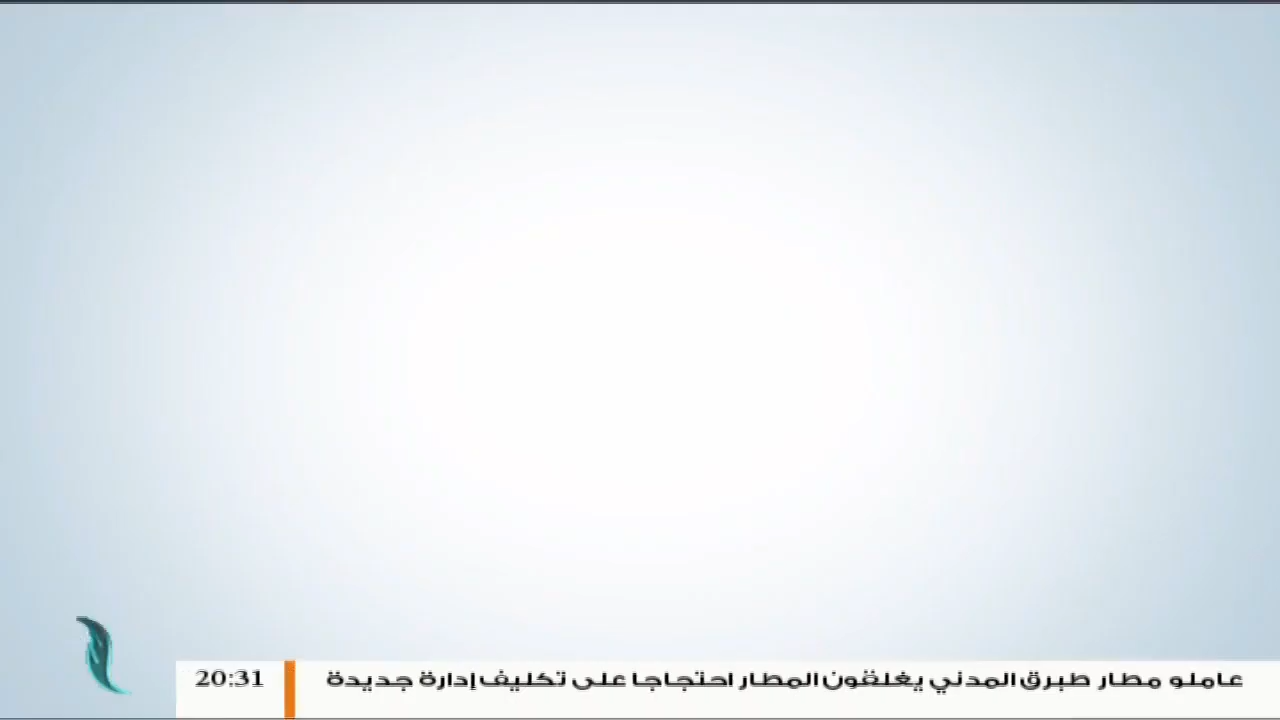 عاملو مطار طبرق المدني يغلقون المطار احتجاجا على تكليف إدارة جديدة
20:31